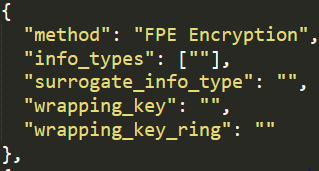 {
"method": "FPE Encryption",
"info_types": [""],
"surrogate_info_type": "",
"wrapping_key": "",
"wrapping_key_ring": ""
},